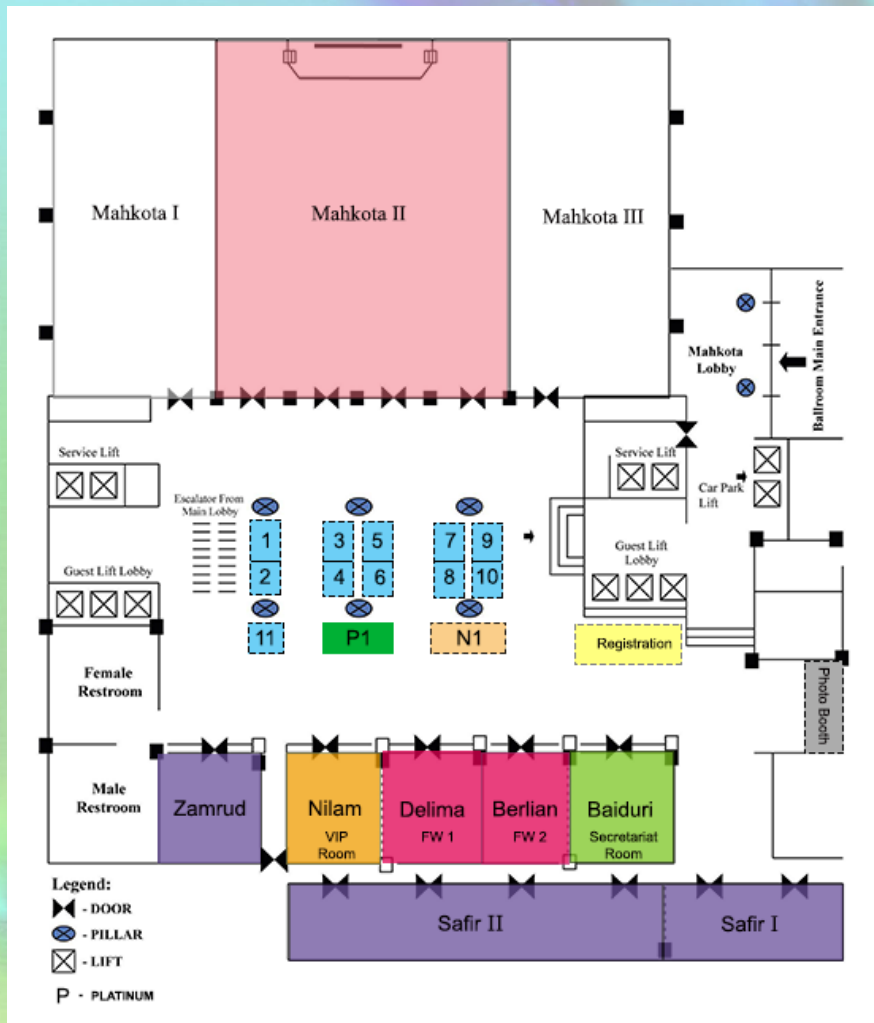 Mahkota I
Mahkota II
Mahkota III
Mahkota
Lobby
Ballroom Main Entrance
Service Lift
Service Lift
Car Park
Lift
Escalator From
Main Lobby
1
3
5
7
9
2
4
6
8
10
Guest Lift Lobby
Guest Lift
Lobby
11
P1
N1
Registration
Female
Restroom
Photo Booth
Male
Restroom
Zamrud
Nilam
VIP
Room
Delima
FW 1
Berlian
FW 2
Baiduri
Secretariat
Room
Safir II
Safir I
Legend:
- DOOR
- PILLAR
- LIFT
P - PLATINUM